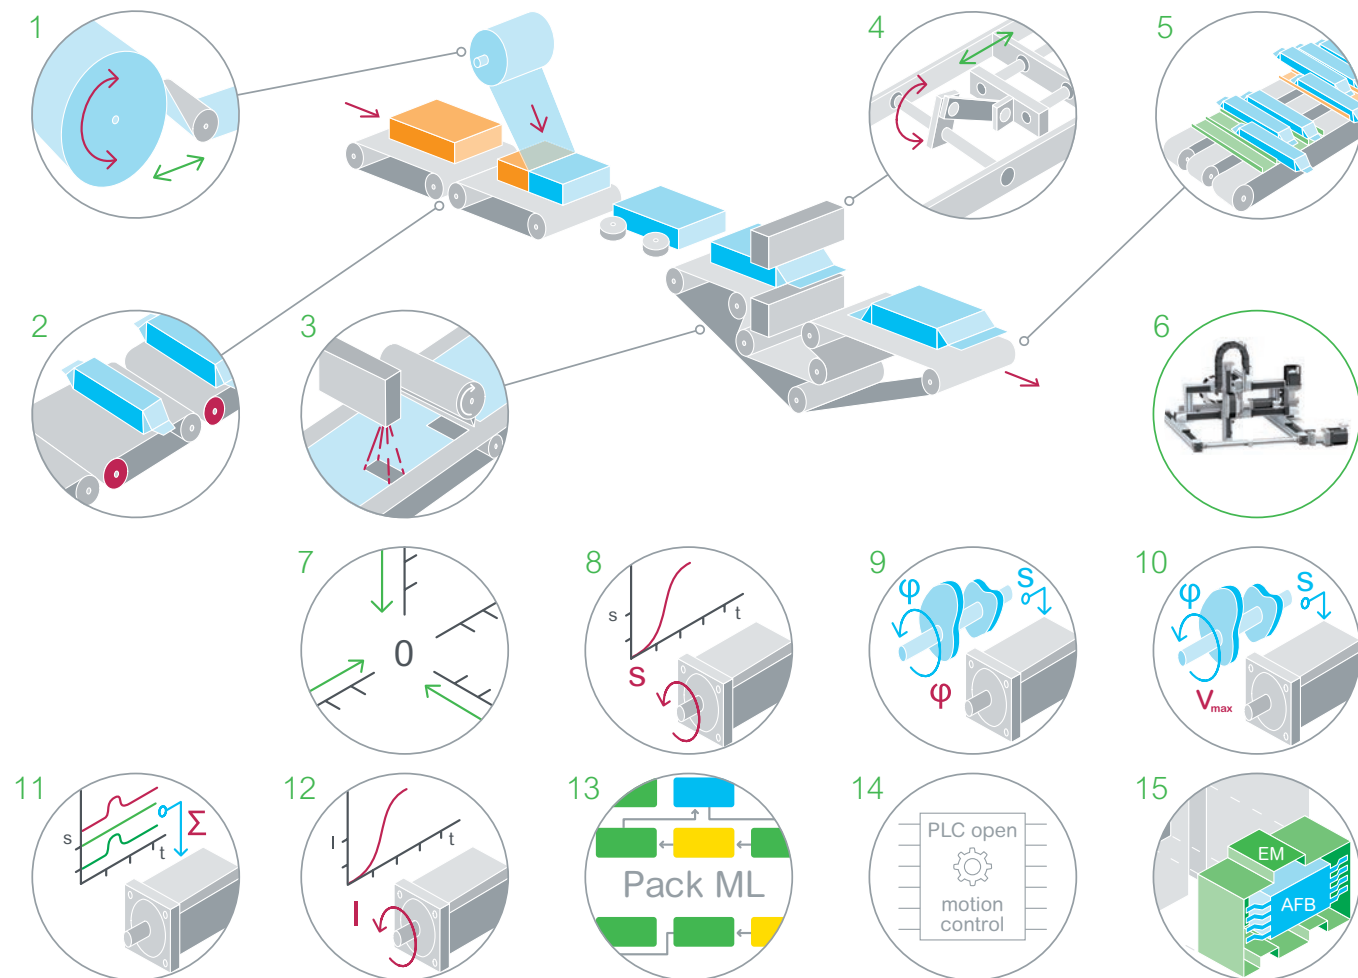 1
4
5
2
3
6
7
0
8
s
t
S
9
φ
S
φ
10
φ
S
Vmax
11
s
t
Σ
12
I
t
I
13
Pack ML
14
PLC open
motion
control
15
EM
AFB